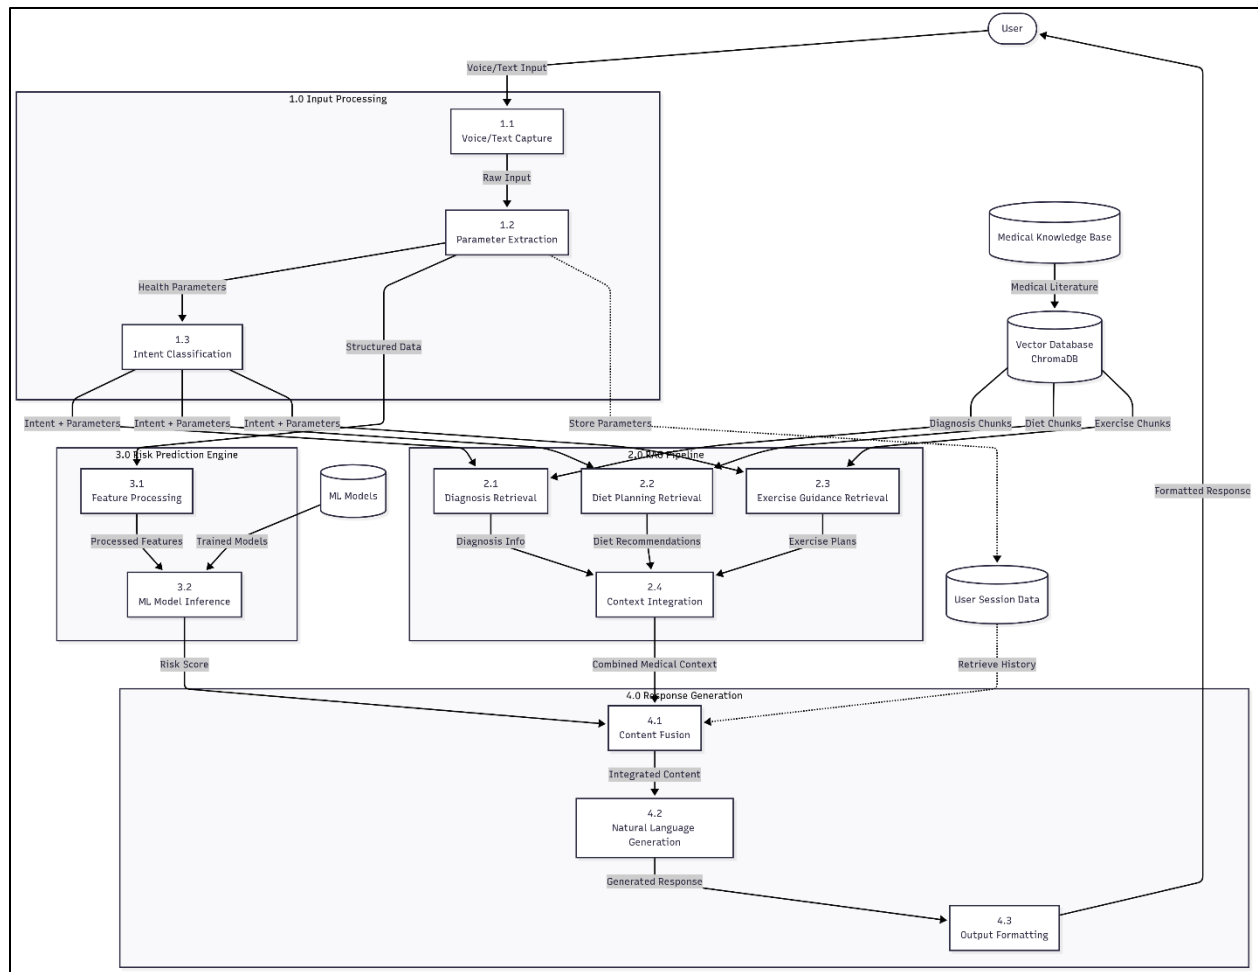 User
Voice/Text Input
1.0 Input Processing
1.1
Voice/Text Capture
Raw Input
1.2
Parameter Extraction
Medical Knowledge Base
Health Parameters
Medical Literature
1.3
Intent Classification
Structured Data
Vector Database
ChromaDB
Intent + Parameters
Intent + Parameters
Intent + Parameters
Store Parameters
Diagnosis Chunks
Diet Chunks
Exercise Chunks
3.0 Risk Prediction Engine
2.0 RAG Pipeline
3.1
Feature Processing
ML Models
2.1
Diagnosis Retrieval
2.2
Diet Planning Retrieval
2.3
Exercise Guidance Retrieval
Formatted Response
Processed Features
Trained Models
Diagnosis Info
Diet Recommendations
Exercise Plans
3.2
ML Model Inference
2.4
Context Integration
User Session Data
Risk Score
Combined Medical Context
Retrieve History
4.0 Response Generation
4.1
Content Fusion
Integrated Content
4.2
Natural Language
Generation
Generated Response
4.3
Output Formatting